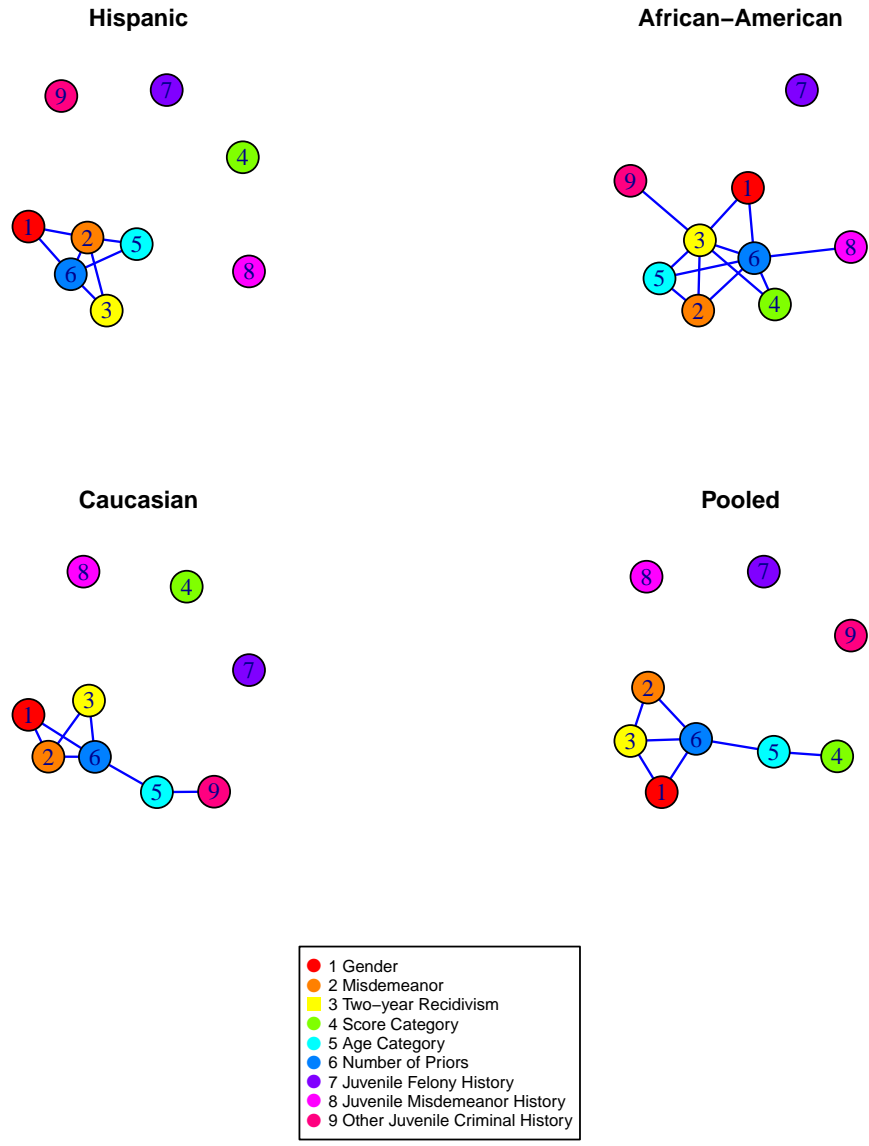 Hispanic
African-American
9
7
4
1
2
5
6
8
3
7
9
1
3
6
8
5
2
4
Caucasian
Pooled
8
4
7
3
1
2
6
5
9
8
7
9
2
3
6
5
4
1
1 Gender
2 Misdemeanor
3 Two-year Recidivism
4 Score Category
5 Age Category
6 Number of Priors
7 Juvenile Felony History
8 Juvenile Misdemeanor History
9 Other Juvenile Criminal History